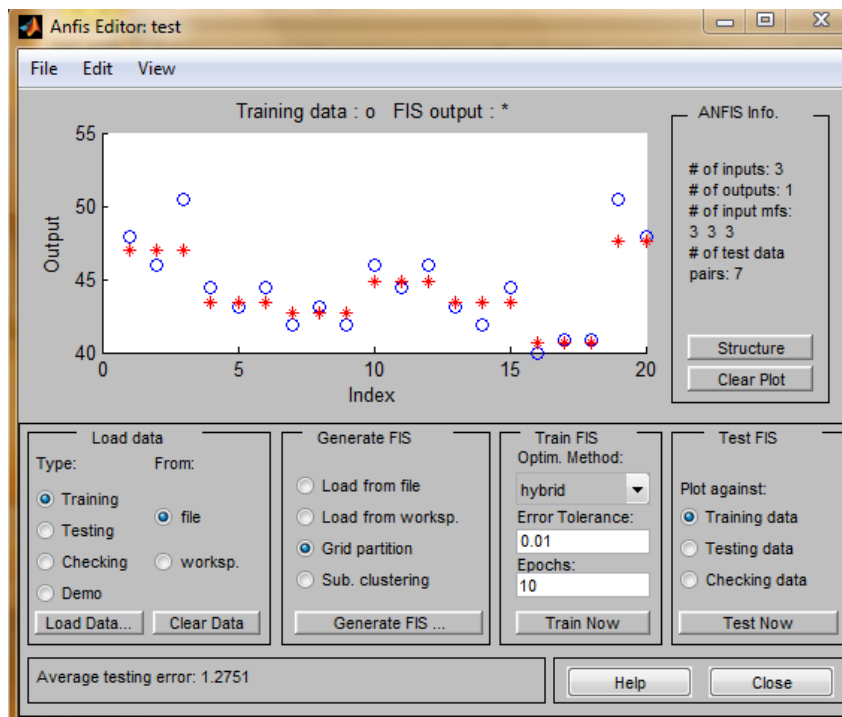 Anfis Editor: test
File Edit View
Training data : o FIS output : *
55
50
45
40
Output
0 5 10 15 20
Index
ANFIS Info.
# of inputs: 3
# of outputs: 1
# of input mfs:
3 3 3
# of test data
pairs: 7
Structure
Clear Plot
Load data
Type: From:
Training
Testing
Checking
Demo
file
worksp.
Load Data... Clear Data
Generate FIS
Load from file
Load from worksp.
Grid partition
Sub. clustering
Generate FIS ...
Train FIS
Optim. Method:
hybrid
Error Tolerance:
0.01
Epochs:
10
Train Now
Test FIS
Plot against:
Training data
Testing data
Checking data
Test Now
Average testing error: 1.2751
Help Close